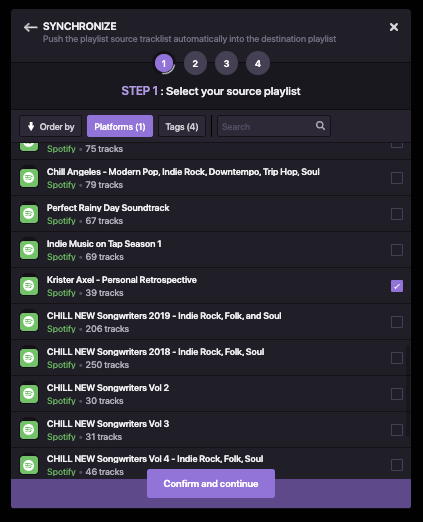 SYNCHRONIZE
Push the playlist source tracklist automatically into the destination playlist
1 2 3 4
STEP 1 : Select your source playlist
Order by Platforms (1) Tags (4) Search
Spotify • 75 tracks
Chill Angeles - Modern Pop, Indie Rock, Downtempo, Trip Hop, Soul
Spotify • 79 tracks
Perfect Rainy Day Soundtrack
Spotify • 67 tracks
Indie Music on Tap Season 1
Spotify • 69 tracks
Krister Axel - Personal Retrospective
Spotify • 39 tracks
CHILL NEW Songwriters 2019 - Indie Rock, Folk, and Soul
Spotify • 206 tracks
CHILL NEW Songwriters 2018 - Indie Rock, Folk, Soul
Spotify • 250 tracks
CHILL NEW Songwriters Vol 2
Spotify • 30 tracks
CHILL NEW Songwriters Vol 3
Spotify • 31 tracks
CHILL NEW Songwriters Vol 4 - Indie Rock, Folk, Soul
Spotify • 46 tracks
Confirm and continue